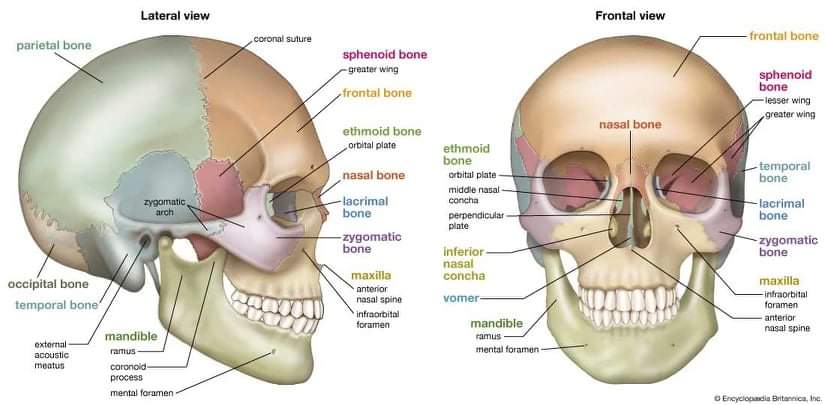 Lateral view
parietal bone
coronal suture
sphenoid bone
greater wing
frontal bone
ethmoid bone
orbital plate
nasal bone
lacrimal
bone
zygomatic
arch
zygomatic
bone
maxilla
anterior
nasal spine
infraorbital
foramen
occipital bone
temporal bone
external
acoustic
meatus
mandible
ramus
coronoid
process
mental foramen
Frontal view
frontal bone
sphenoid
bone
lesser wing
greater wing
nasal bone
ethmoid
bone
orbital plate
middle nasal
concha
perpendicular
plate
temporal
bone
lacrimal
bone
zygomatic
bone
inferior
nasal
concha
vomer
maxilla
infraorbital
foramen
anterior
nasal spine
mandible
ramus
mental foramen
© Encyclopædia Britannica, Inc.